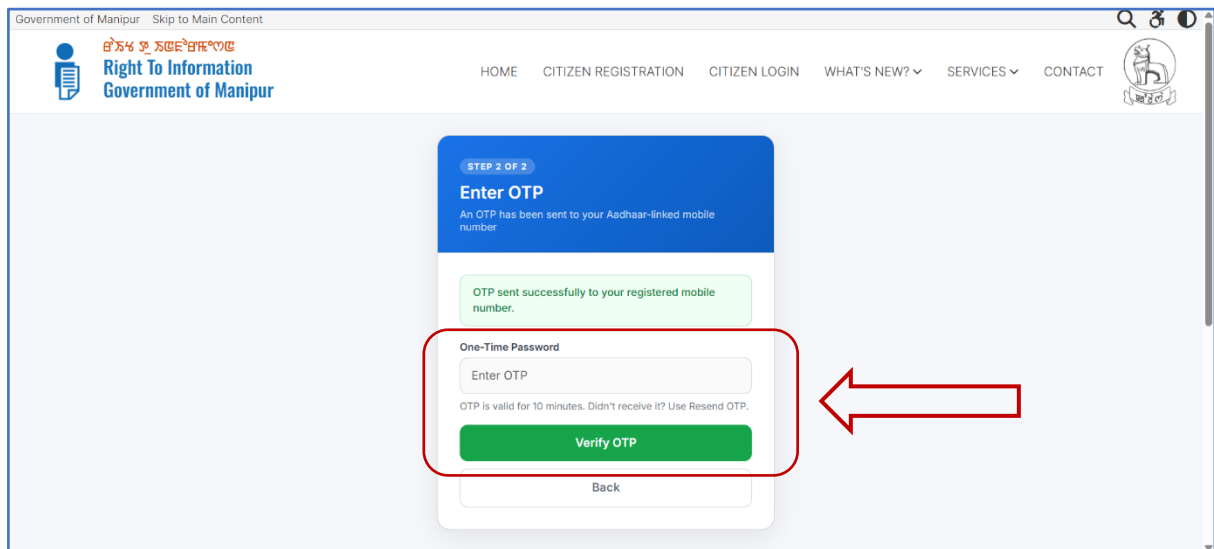 Government of Manipur Skip to Main Content
Right To Information
Government of Manipur
HOME CITIZEN REGISTRATION CITIZEN LOGIN WHAT'S NEW? SERVICES CONTACT
STEP 2 OF 2
Enter OTP
An OTP has been sent to your Aadhaar-linked mobile
number
OTP sent successfully to your registered mobile
number.
One-Time Password
Enter OTP
OTP is valid for 10 minutes. Didn't receive it? Use Resend OTP.
Verify OTP
Back